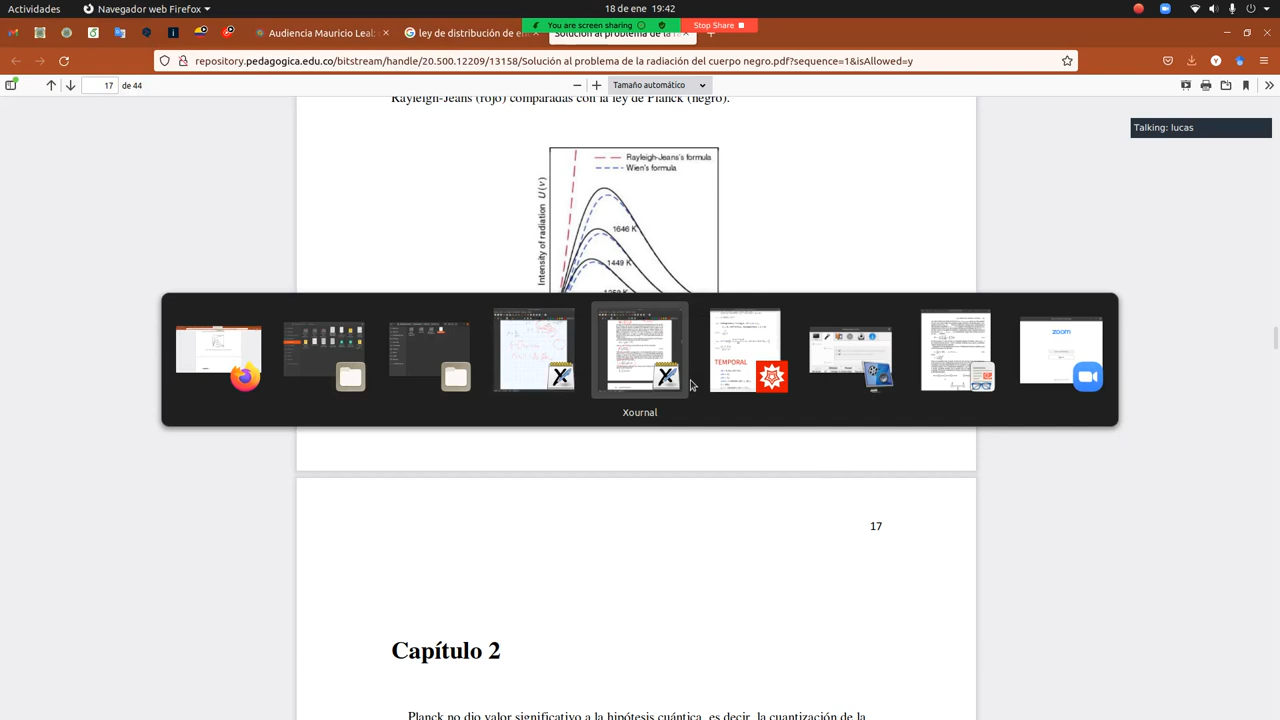 Actividades
Navegador web Firefox
18 de ene 19:42
You are screen sharing
Stop Share
Audiencia Mauricio Lealb
ley de distribución de en
Solución al problema de la r
repository.pedagogica.edu.co/bitstream/handle/20.500.12209/13158/Solución al problema de la radiación del cuerpo negro.pdf?sequence=1&isAllowed=y
17 de 44
Tamaño automático
Rayleigh-Jeans (rojo) comparadas con la ley de Planck (negro).
Talking: lucas
Rayleigh-Jeans's formula
Wien's formula
Intensity of radiation U(ν)
1646 K
1449 K
TEMPORAL
zoom
Xournal
17
Capítulo 2
Planck no dio valor significativo a la hipótesis cuántica, es decir, la cuantización de la